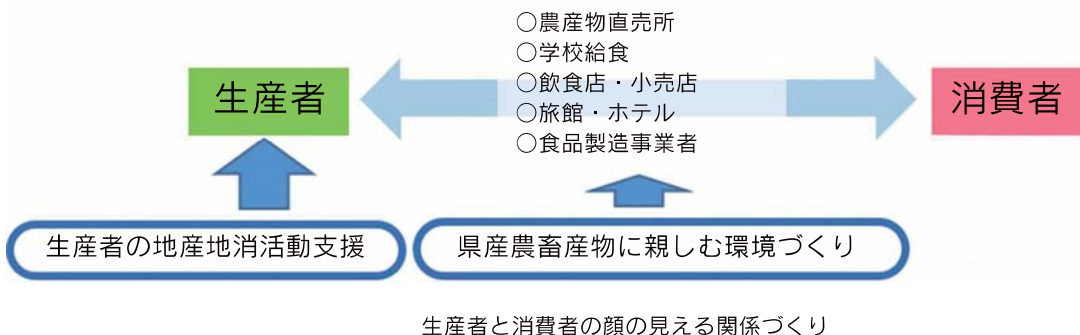 ○農産物直売所
○学校給食
○飲食店・小売店
○旅館・ホテル
○食品製造事業者
生産者
消費者
生産者の地産地消活動支援
県産農畜産物に親しむ環境づくり
生産者と消費者の顔の見える関係づくり